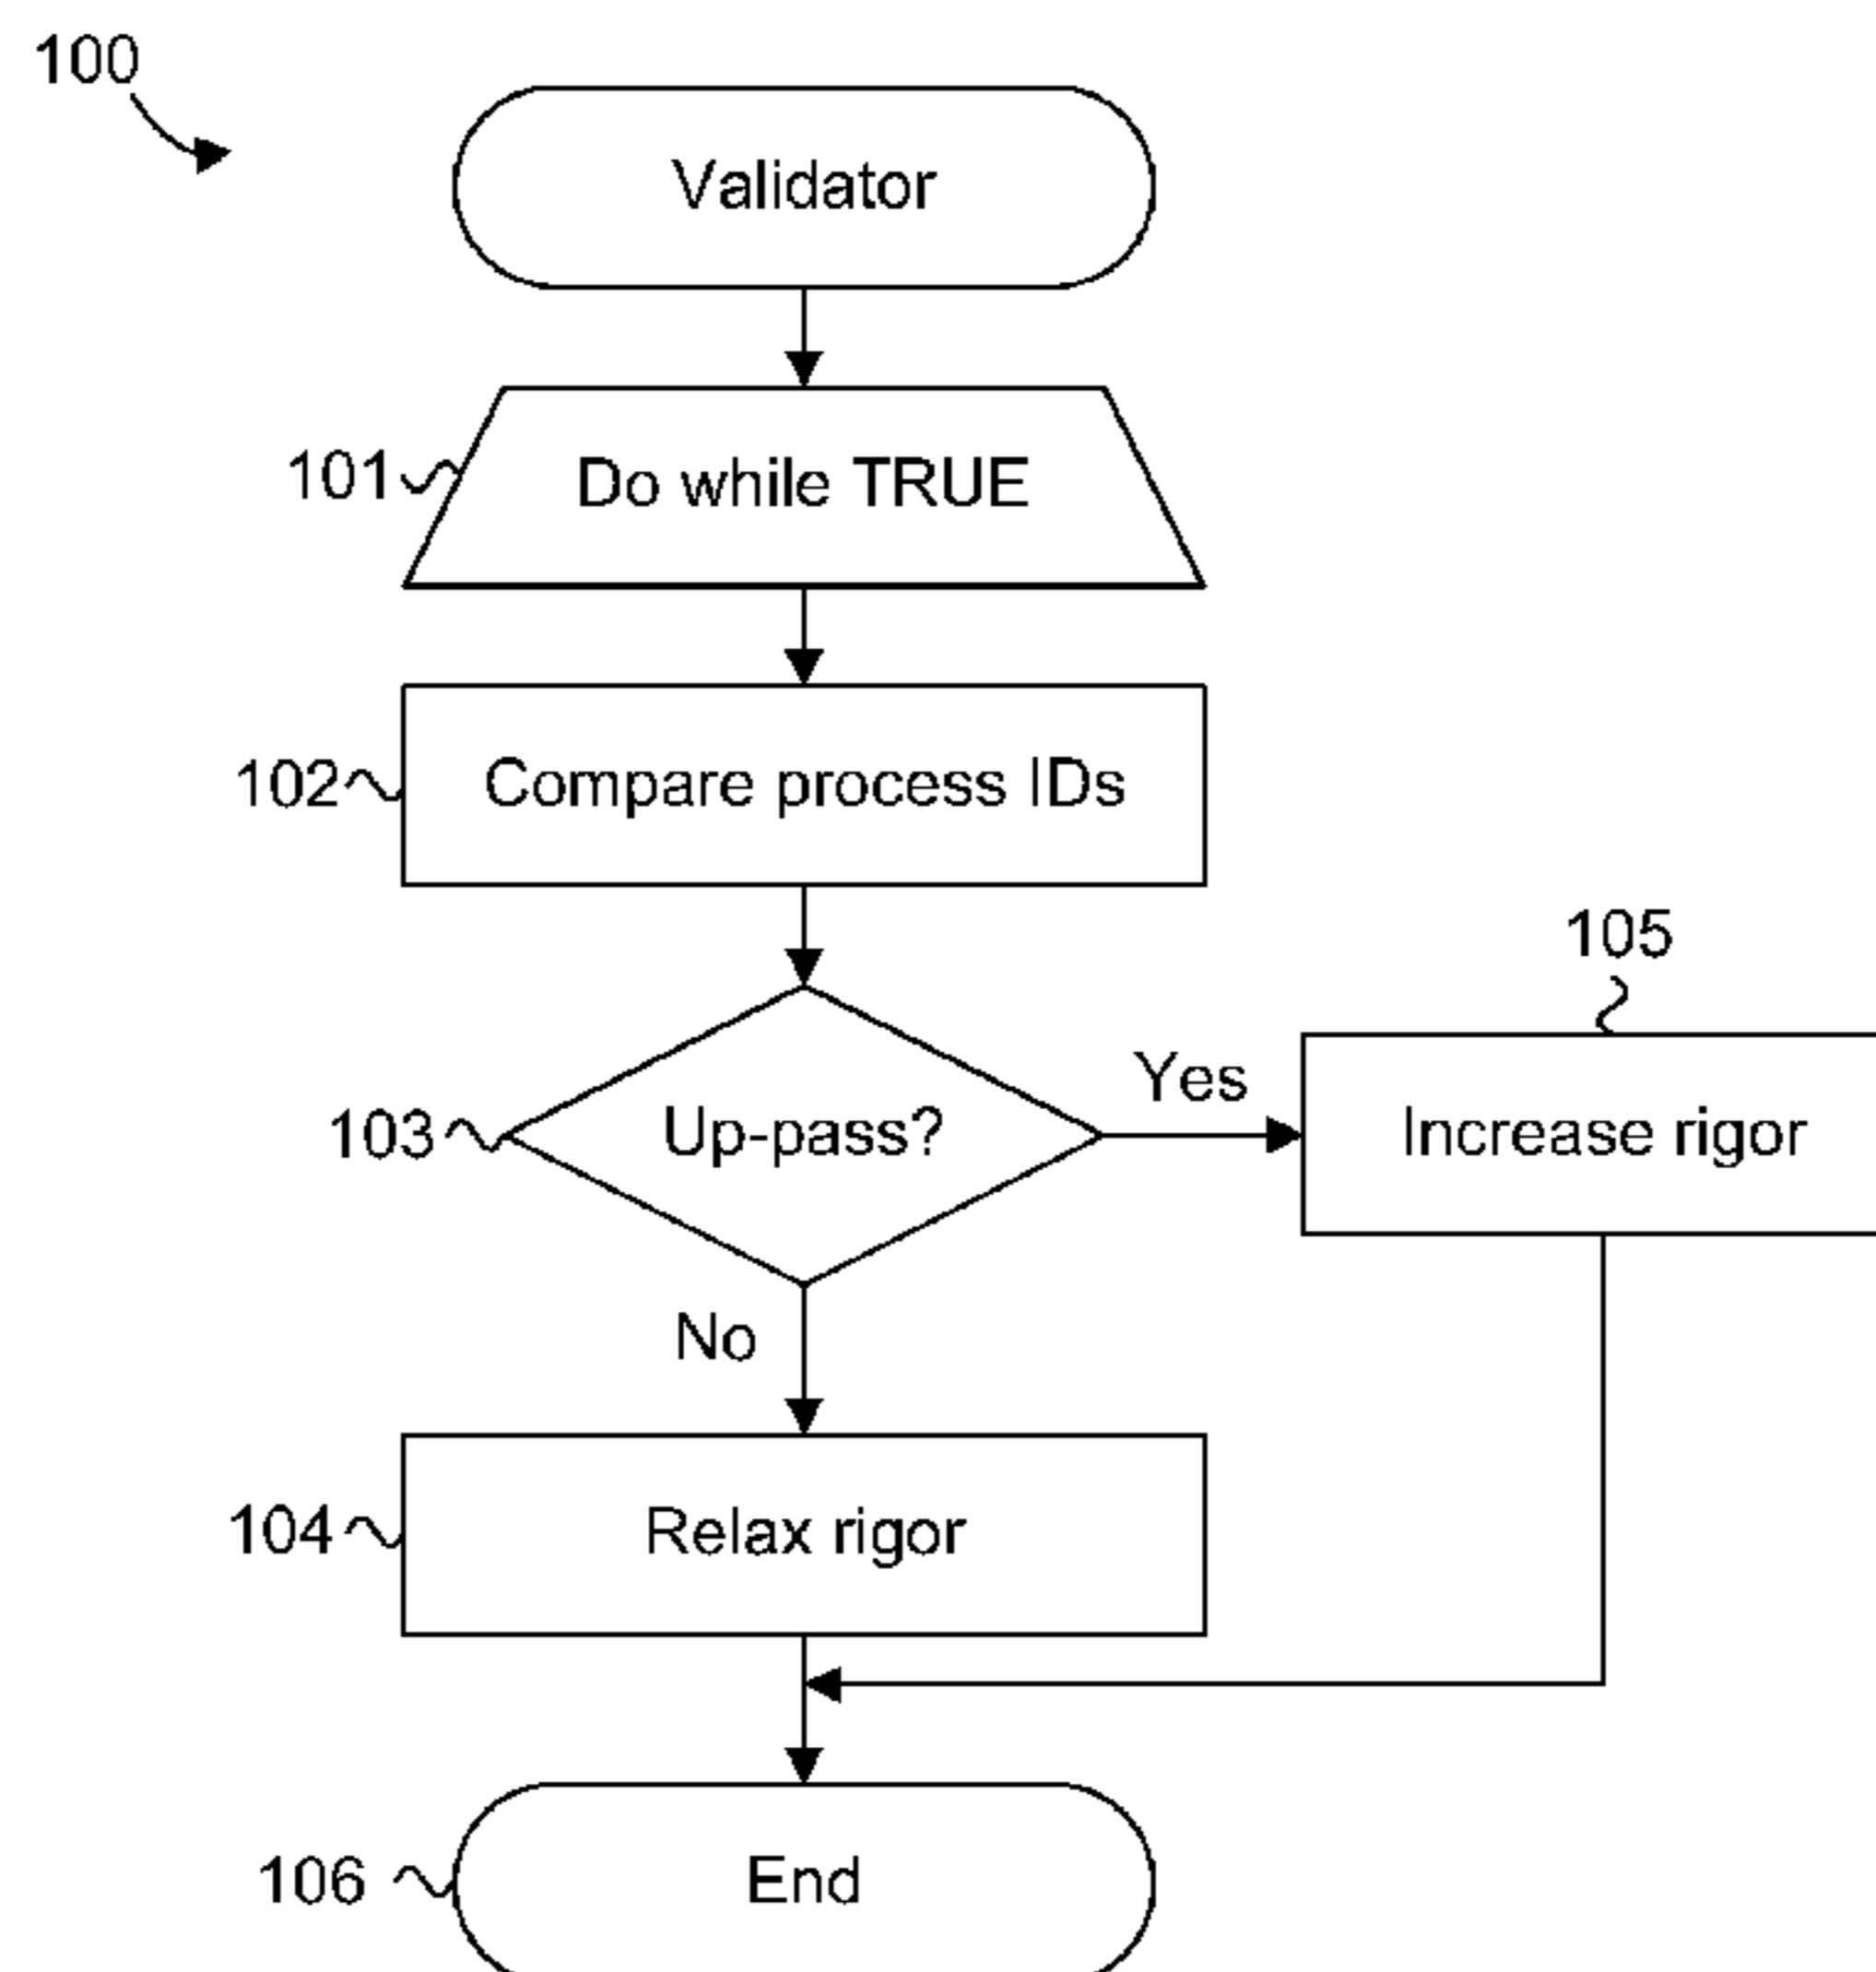 100
Validator
101
Do while TRUE
102
Compare process IDs
103
Up-pass?
Yes
105
Increase rigor
No
104
Relax rigor
106
End